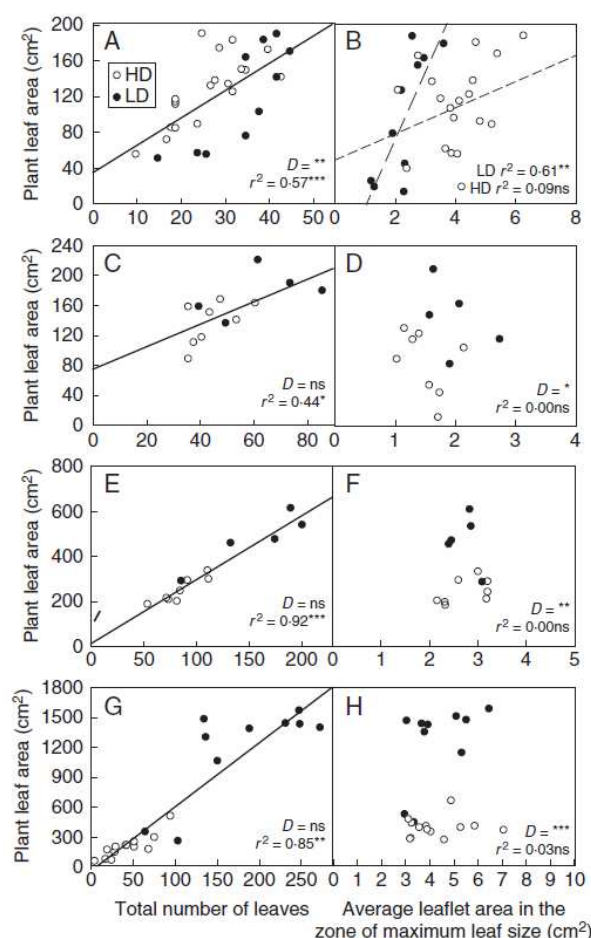 Plant leaf area (cm²)
200
160
120
80
40
0
A
HD
LD
D = **
r² = 0·57***
0 10 20 30 40 50
B
LD r² = 0·61**
HD r² = 0·09ns
0 2 4 6 8
Plant leaf area (cm²)
240
200
160
120
80
40
0
C
D = ns
r² = 0·44*
0 20 40 60 80
D
D = *
r² = 0·00ns
0 1 2 3 4
Plant leaf area (cm²)
800
600
400
200
0
E
D = ns
r² = 0·92***
0 50 100 150 200
F
D = **
r² = 0·00ns
0 1 2 3 4 5
Plant leaf area (cm²)
1800
1500
1200
900
600
300
0
G
D = ns
r² = 0·85**
0 50 100 150 200 250
Total number of leaves
H
D = ***
r² = 0·03ns
0 1 2 3 4 5 6 7 8 9 10
Average leaflet area in the
zone of maximum leaf size (cm²)